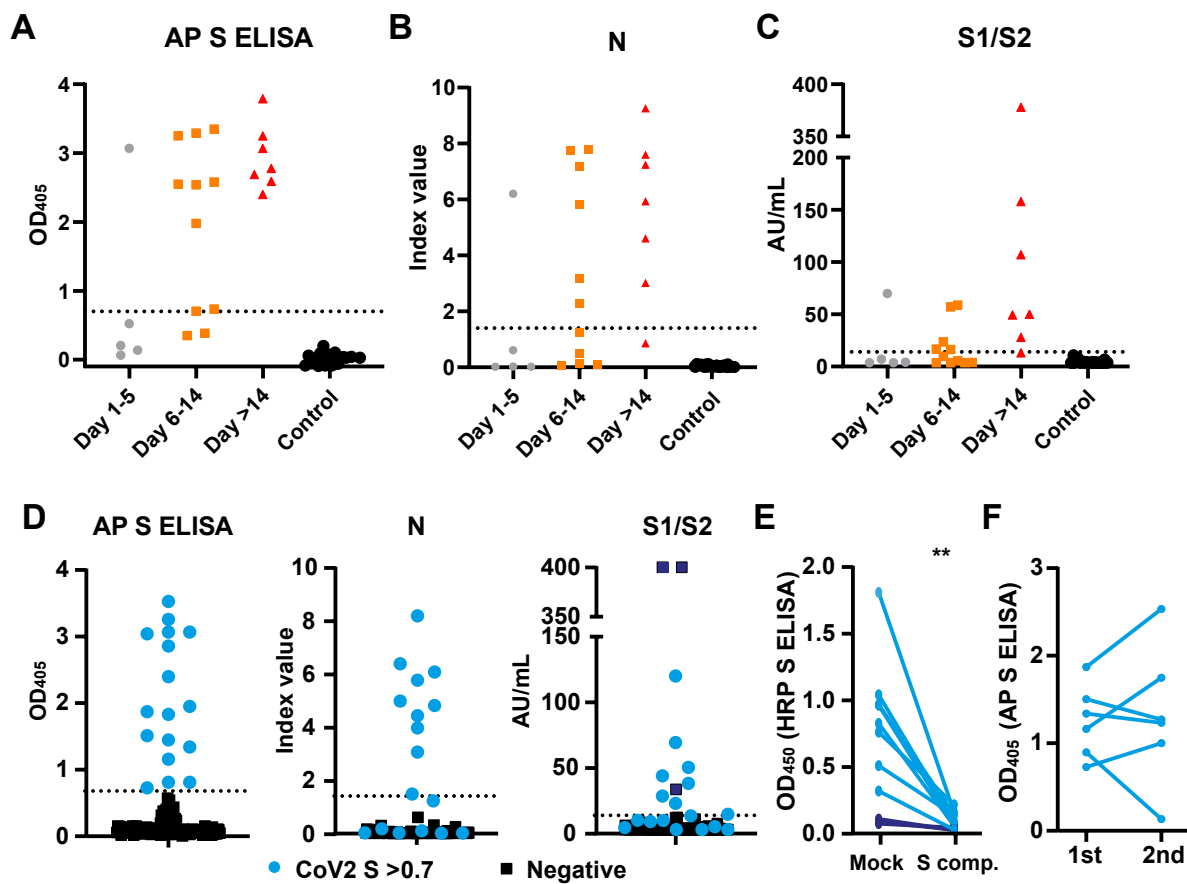 A
AP S ELISA
OD405
4
3
2
1
0
Day 1-5
Day 6-14
Day >14
Control
B
N
Index value
10
8
6
4
2
0
Day 1-5
Day 6-14
Day >14
Control
C
S1/S2
AU/mL
400
350
200
150
100
50
0
Day 1-5
Day 6-14
Day >14
Control
D
AP S ELISA
OD405
4
3
2
1
0
N
Index value
10
8
6
4
2
0
S1/S2
AU/mL
400
350
200
150
100
50
0
CoV2 S >0.7
Negative
E
**
OD450 (HRP S ELISA)
2.0
1.5
1.0
0.5
0.0
Mock
S comp.
F
OD405 (AP S ELISA)
3
2
1
0
1st
2nd